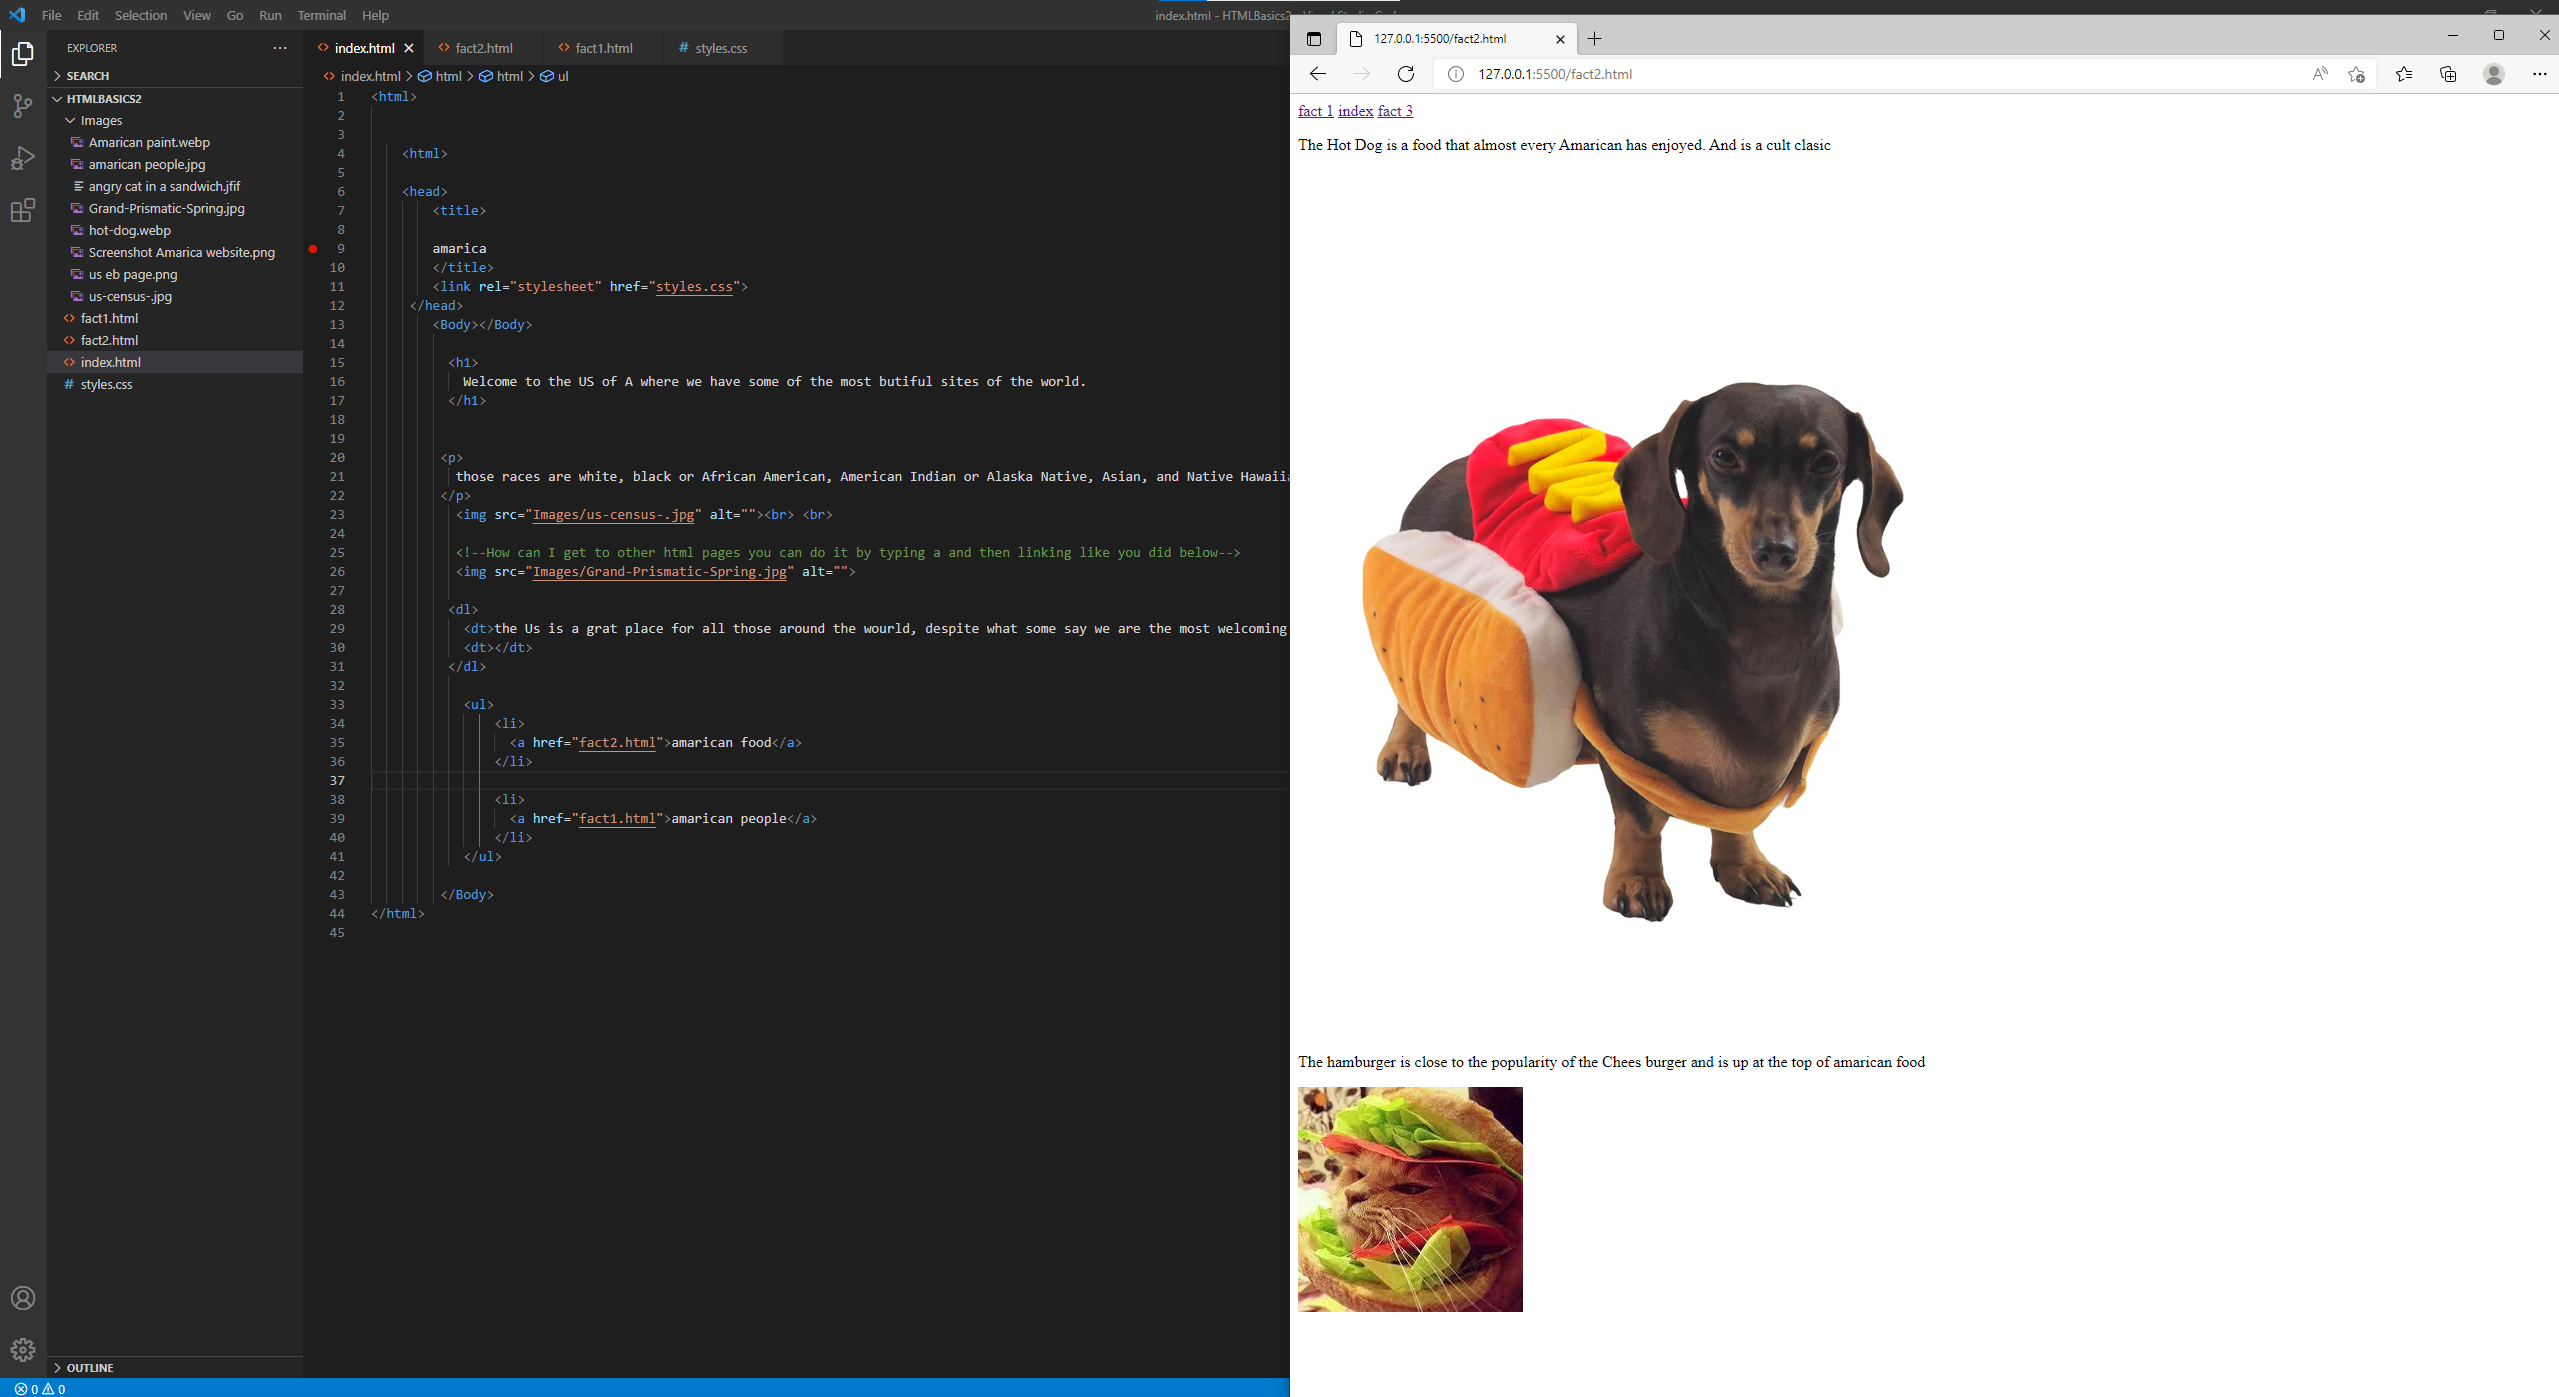 File Edit Selection View Go Run Terminal Help
index.html - HTMLBasics2
EXPLORER
SEARCH
HTMLBASICS2
Images
Amarican paint.webp
amarican people.jpg
angry cat in a sandwich.jfif
Grand-Prismatic-Spring.jpg
hot-dog.webp
Screenshot Amarica website.png
us eb page.png
us-census-.jpg
fact1.html
fact2.html
index.html
styles.css
OUTLINE
0 0
index.html fact2.html fact1.html styles.css
index.html > html > html > ul
1 <html>
2
3
4 <html>
5
6 <head>
7 <title>
8
9 amarica
10 </title>
11 <link rel="stylesheet" href="styles.css">
12 </head>
13 <Body></Body>
14
15 <h1>
16 Welcome to the US of A where we have some of the most butiful sites of the world.
17 </h1>
18
19
20 <p>
21 those races are white, black or African American, American Indian or Alaska Native, Asian, and Native Hawaiia
22 </p>
23 <img src="Images/us-census-.jpg" alt=""><br> <br>
24
25 <!--How can I get to other html pages you can do it by typing a and then linking like you did below-->
26 <img src="Images/Grand-Prismatic-Spring.jpg" alt="">
27
28 <dl>
29 <dt>the Us is a grat place for all those around the wourld, despite what some say we are the most welcoming
30 <dt></dt>
31 </dl>
32
33 <ul>
34 <li>
35 <a href="fact2.html">amarican food</a>
36 </li>
37
38 <li>
39 <a href="fact1.html">amarican people</a>
40 </li>
41 </ul>
42
43 </Body>
44 </html>
45
127.0.0.1:5500/fact2.html
127.0.0.1:5500/fact2.html
fact 1 index fact 3
The Hot Dog is a food that almost every Amarican has enjoyed. And is a cult clasic
The hamburger is close to the popularity of the Chees burger and is up at the top of amarican food